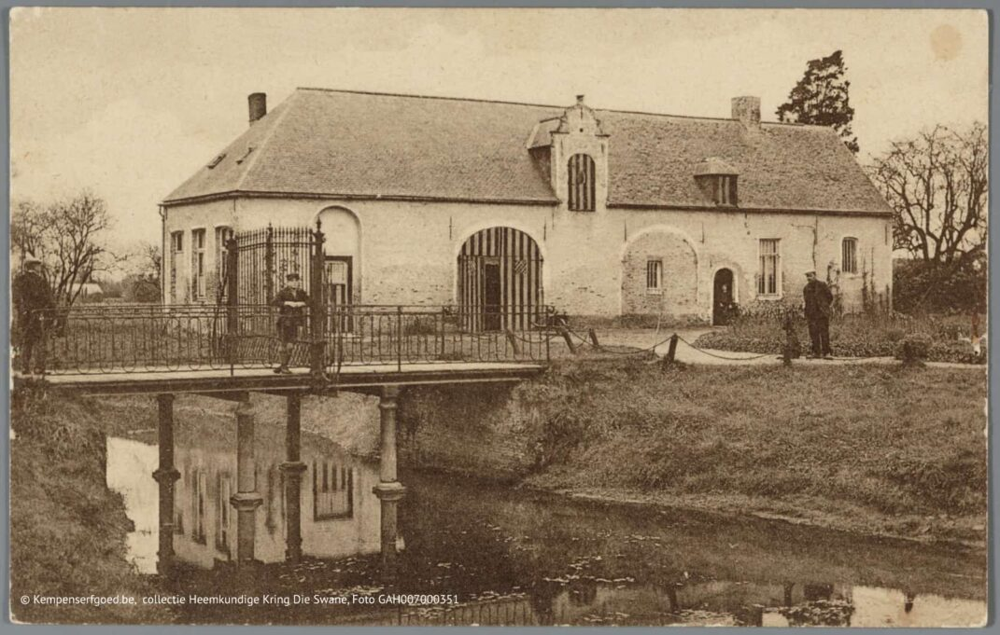 © Kempenserfgoed.be, collectie Heemkundige Kring Die Swane, Foto GAH007000351